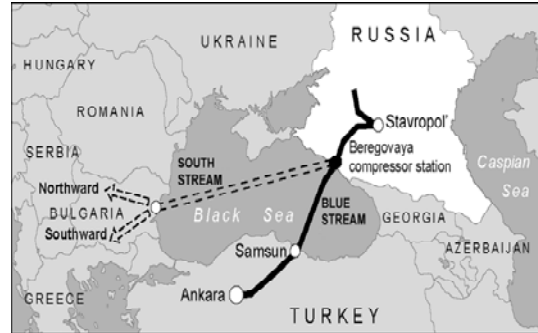 RUSSIA
UKRAINE
HUNGARY
ROMANIA
Stavropol'
SERBIA
SOUTH
STREAM
Beregovaya
compressor station
Caspian
Sea
Northward
BULGARIA
Southward
Black Sea
BLUE
STREAM
GEORGIA
Samsun
AZERBAIJAN
GREECE
Ankara
TURKEY